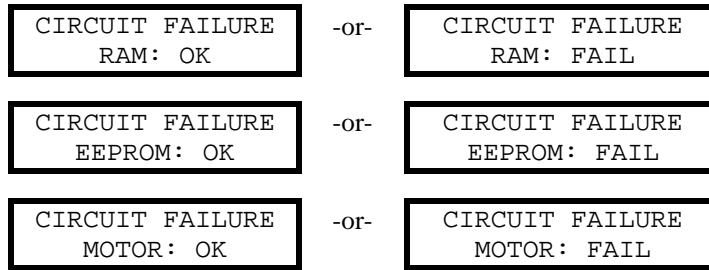 CIRCUIT FAILURE -or- CIRCUIT FAILURE
RAM: OK RAM: FAIL
CIRCUIT FAILURE -or- CIRCUIT FAILURE
EEPROM: OK EEPROM: FAIL
CIRCUIT FAILURE -or- CIRCUIT FAILURE
MOTOR: OK MOTOR: FAIL